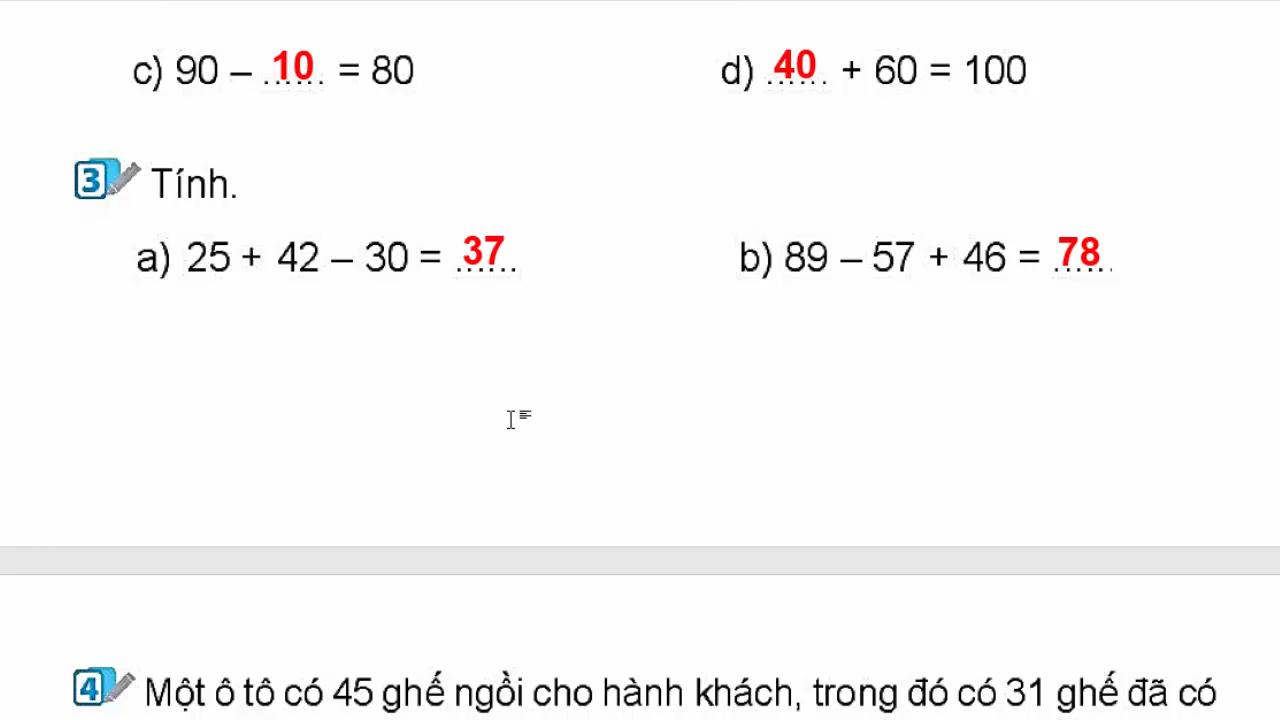 c) 90 – 10 = 80
d) 40 + 60 = 100
3 Tính.
a) 25 + 42 – 30 = 37
b) 89 – 57 + 46 = 78
4 Một ô tô có 45 ghế ngồi cho hành khách, trong đó có 31 ghế đã có